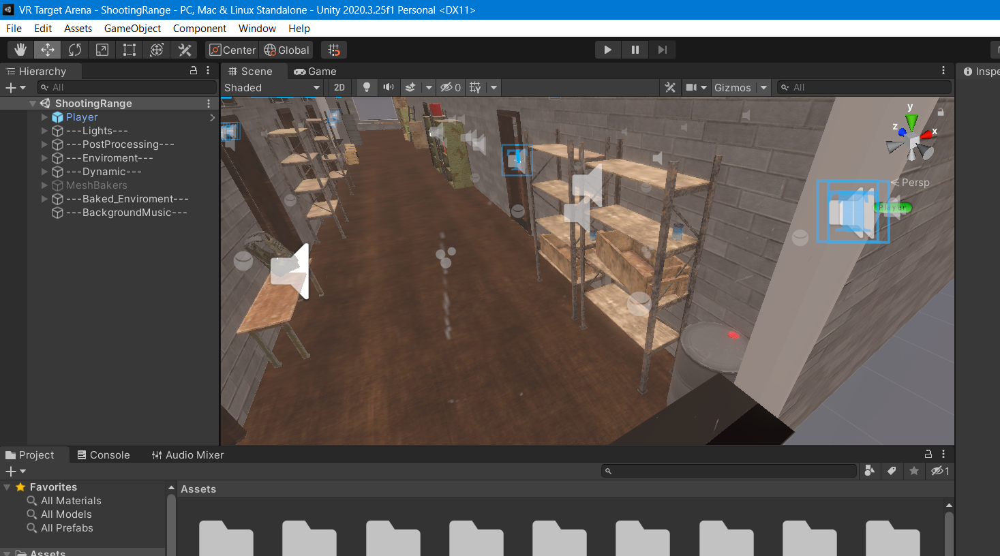 VR Target Arena - ShootingRange - PC, Mac & Linux Standalone - Unity 2020.3.25f1 Personal <DX11>
File Edit Assets GameObject Component Window Help
Center Global
Hierarchy
All
ShootingRange
Player
---Lights---
---PostProcessing---
---Enviroment---
---Dynamic---
MeshBakers
---Baked_Enviroment---
---BackgroundMusic---
Scene Game
Shaded 2D 0 Gizmos All
y
z x
Persp
Player
Inspe
Project Console Audio Mixer
1
Favorites
All Materials
All Models
All Prefabs
Assets
Assets